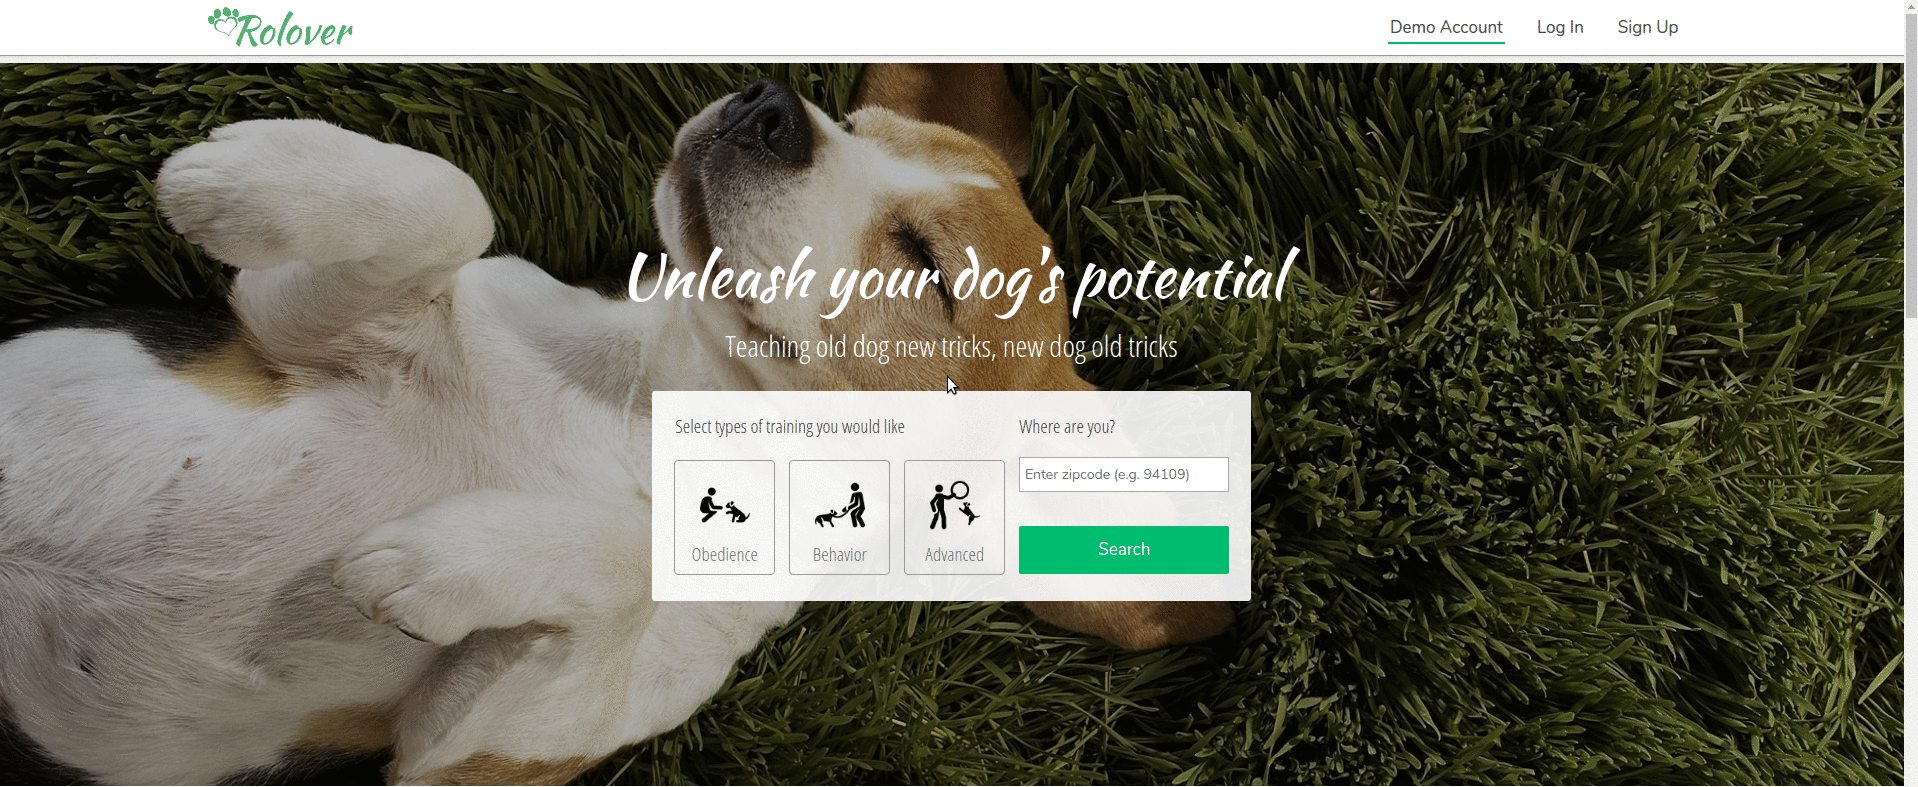 Rolover
Demo Account
Log In
Sign Up
Unleash your dog's potential
Teaching old dog new tricks, new dog old tricks
Select types of training you would like
Where are you?
Enter zipcode (e.g. 94109)
Obedience
Behavior
Advanced
Search